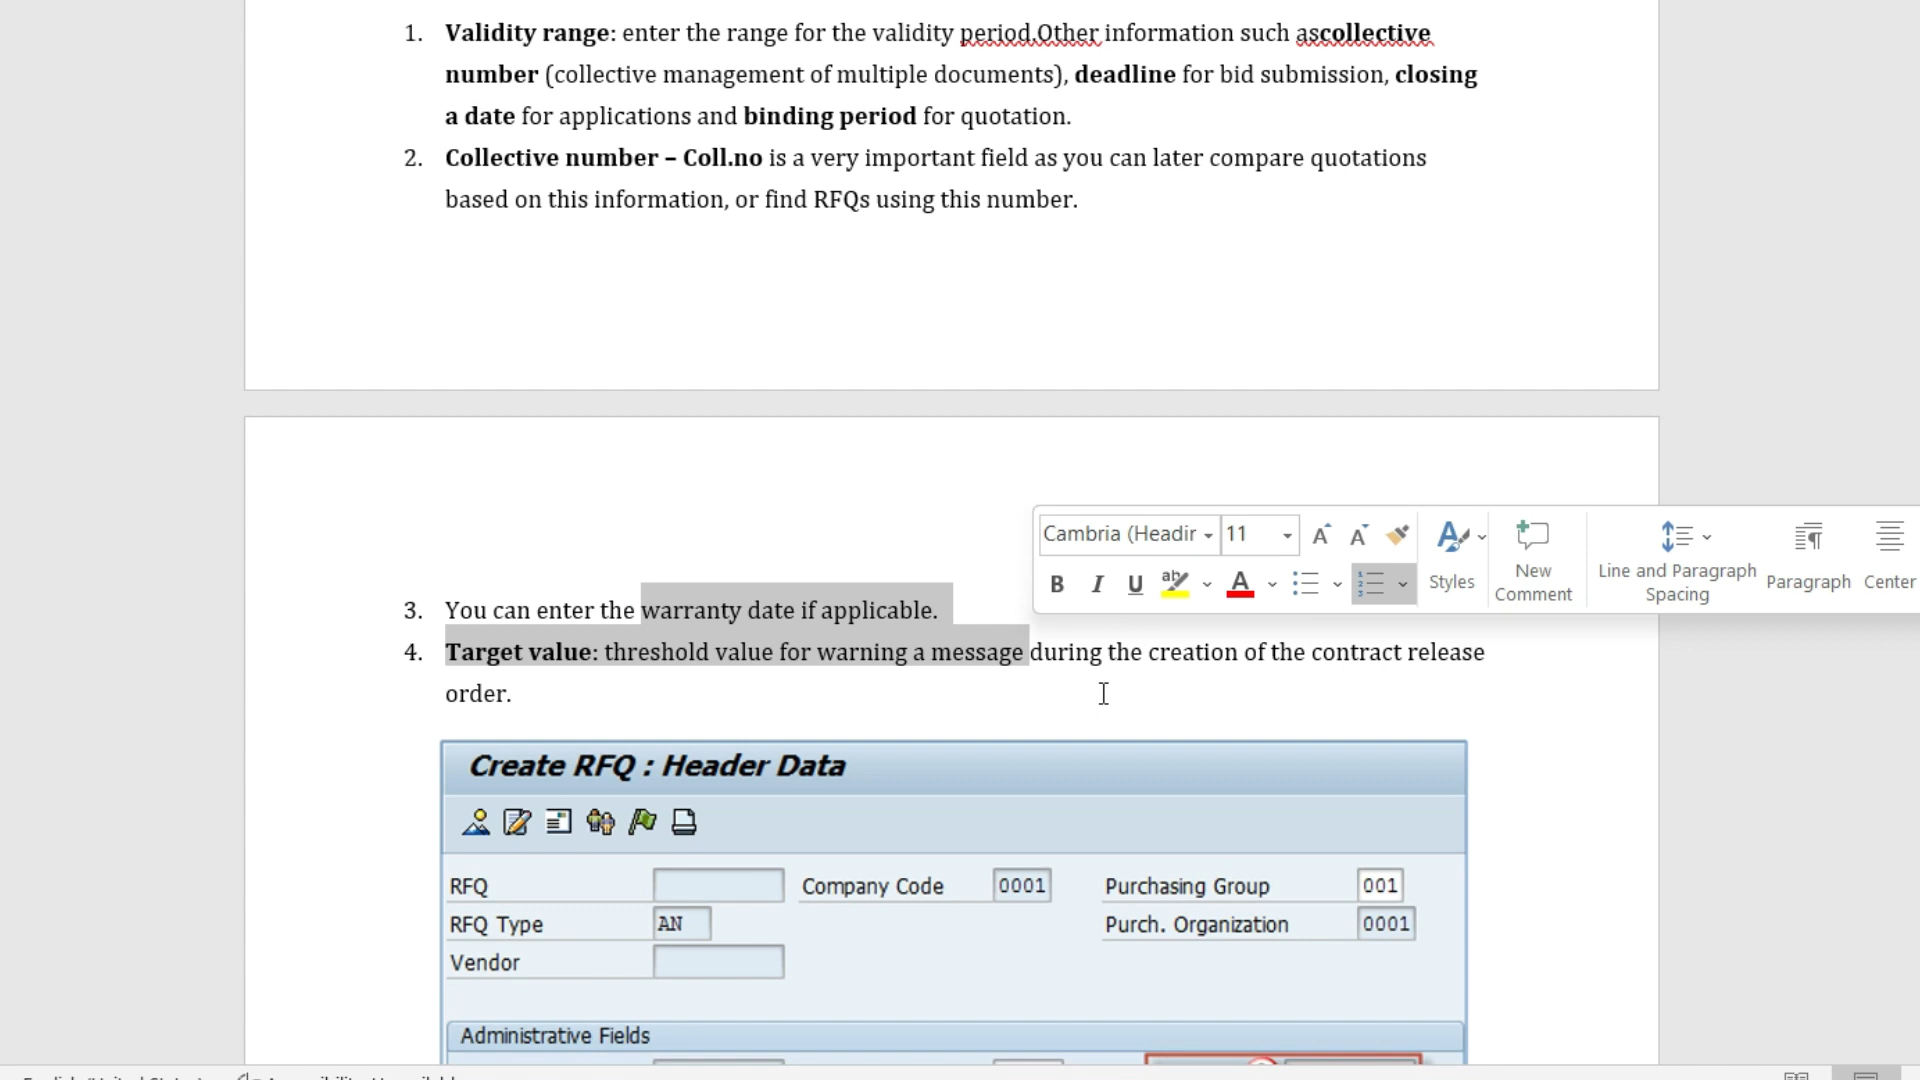 1. Validity range: enter the range for the validity period.Other information such ascollective
number (collective management of multiple documents), deadline for bid submission, closing
a date for applications and binding period for quotation.
2. Collective number – Coll.no is a very important field as you can later compare quotations
based on this information, or find RFQs using this number.
Cambria (Headir 11
Styles
New
Comment
Line and Paragraph
Spacing
Paragraph
Center
3. You can enter the warranty date if applicable.
4. Target value: threshold value for warning a message during the creation of the contract release
order.
Create RFQ : Header Data
RFQ Company Code 0001 Purchasing Group 001
RFQ Type AN Purch. Organization 0001
Vendor
Administrative Fields